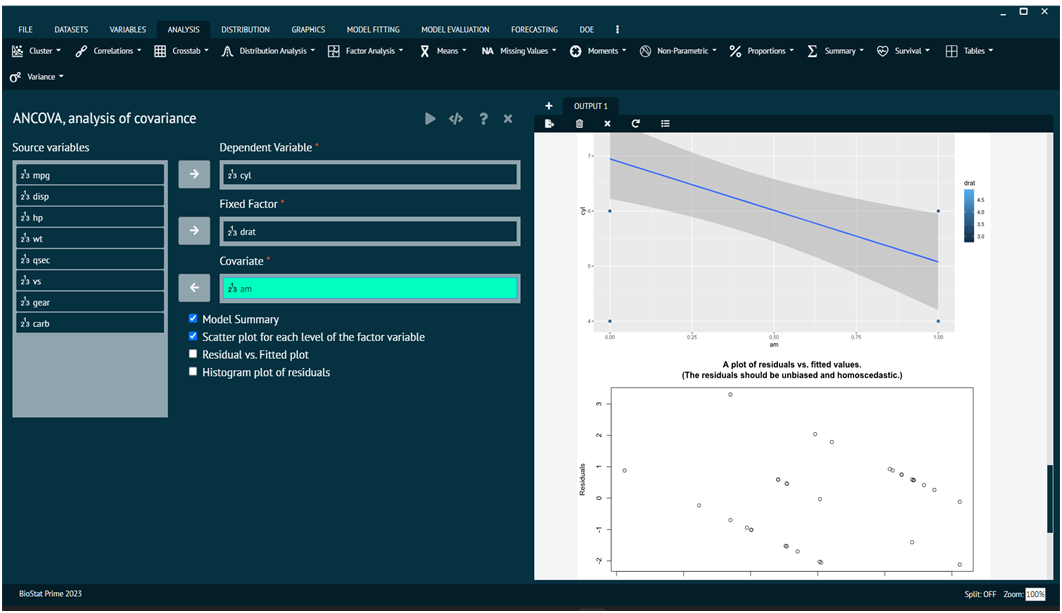 FILE DATASETS VARIABLES ANALYSIS DISTRIBUTION GRAPHICS MODEL FITTING MODEL EVALUATION FORECASTING DOE
Cluster Correlations Crosstab Distribution Analysis Factor Analysis Means NA Missing Values Moments Non-Parametric Proportions Summary Survival Tables
σ² Variance
ANCOVA, analysis of covariance
Source variables
mpg
disp
hp
wt
qsec
vs
gear
carb
Dependent Variable *
cyl
Fixed Factor *
drat
Covariate *
am
Model Summary
Scatter plot for each level of the factor variable
Residual vs. Fitted plot
Histogram plot of residuals
+ OUTPUT 1
7
6
5
4
cyl
0.00 0.25 0.50 0.75 1.00
am
drat
4.5
4.0
3.5
3.0
A plot of residuals vs. fitted values.
(The residuals should be unbiased and homoscedastic.)
Residuals
3
2
1
0
-1
-2
BioStat Prime 2023
Split: OFF Zoom: 100%